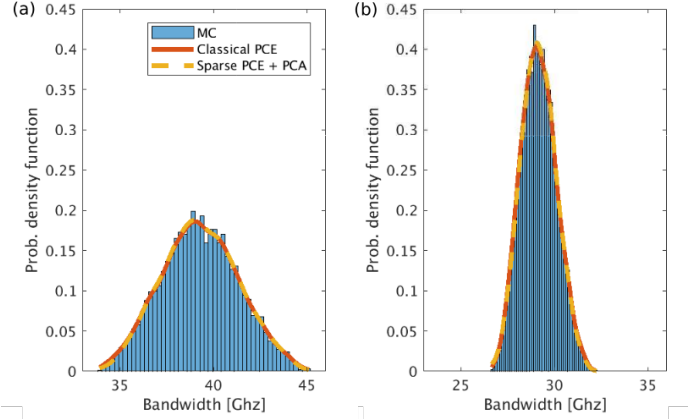 (a)
(b)
0.45
0.4
0.35
0.3
0.25
0.2
0.15
0.1
0.05
0
Prob. density function
MC
Classical PCE
Sparse PCE + PCA
35
40
45
Bandwidth [Ghz]
0.45
0.4
0.35
0.3
0.25
0.2
0.15
0.1
0.05
0
Prob. density function
25
30
35
Bandwidth [Ghz]